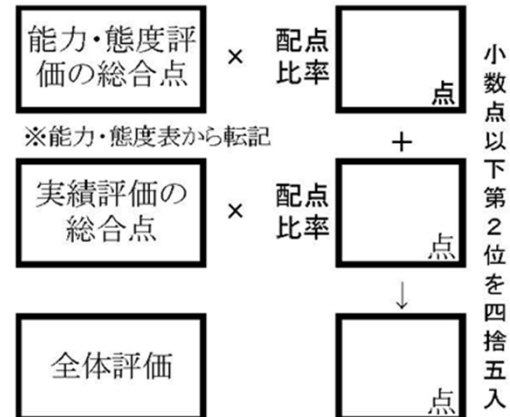 能力・態度評
価の総合点
×
配点
比率
点
※能力・態度表から転記
+
実績評価の
総合点
×
配点
比率
点
↓
全体評価
点
小数点以下第2位を四捨五入